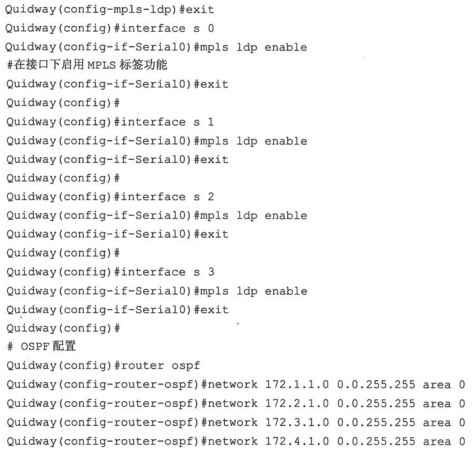 Quidway(config-mpls-ldp)#exit
Quidway(config)#interface s 0
Quidway(config-if-Serial0)#mpls ldp enable
#在接口下启用 MPLS 标签功能
Quidway(config-if-Serial0)#exit
Quidway(config)#
Quidway(config)#interface s 1
Quidway(config-if-Serial0)#mpls ldp enable
Quidway(config-if-Serial0)#exit
Quidway(config)#
Quidway(config)#interface s 2
Quidway(config-if-Serial0)#mpls ldp enable
Quidway(config-if-Serial0)#exit
Quidway(config)#
Quidway(config)#interface s 3
Quidway(config-if-Serial0)#mpls ldp enable
Quidway(config-if-Serial0)#exit
Quidway(config)#
# OSPF 配置
Quidway(config)#router ospf
Quidway(config-router-ospf)#network 172.1.1.0 0.0.255.255 area 0
Quidway(config-router-ospf)#network 172.2.1.0 0.0.255.255 area 0
Quidway(config-router-ospf)#network 172.3.1.0 0.0.255.255 area 0
Quidway(config-router-ospf)#network 172.4.1.0 0.0.255.255 area 0